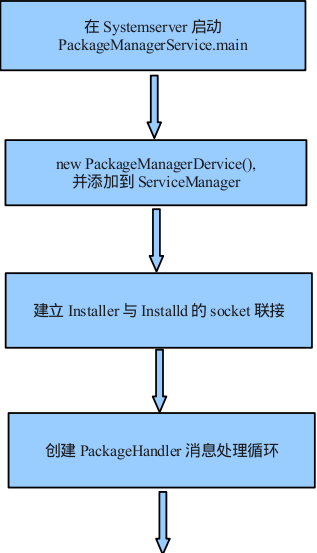 在 Systemserver 启动
PackageManagerService.main
new PackageManagerDervice(),
并添加到 ServiceManager
建立 Installer 与 Installd 的 socket 联接
创建 PackageHandler 消息处理循环